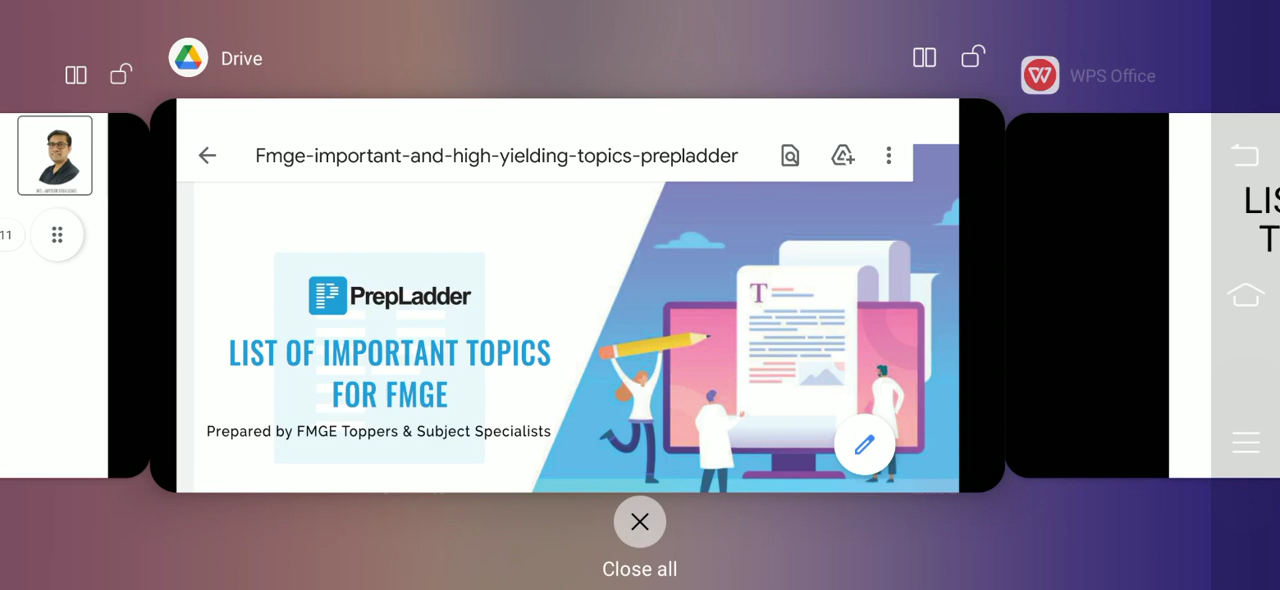 Drive
WPS Office
11
Fmge-important-and-high-yielding-topics-prepladder
PrepLadder
LIST OF IMPORTANT TOPICS
FOR FMGE
Prepared by FMGE Toppers & Subject Specialists
T
LIS
T
Close all